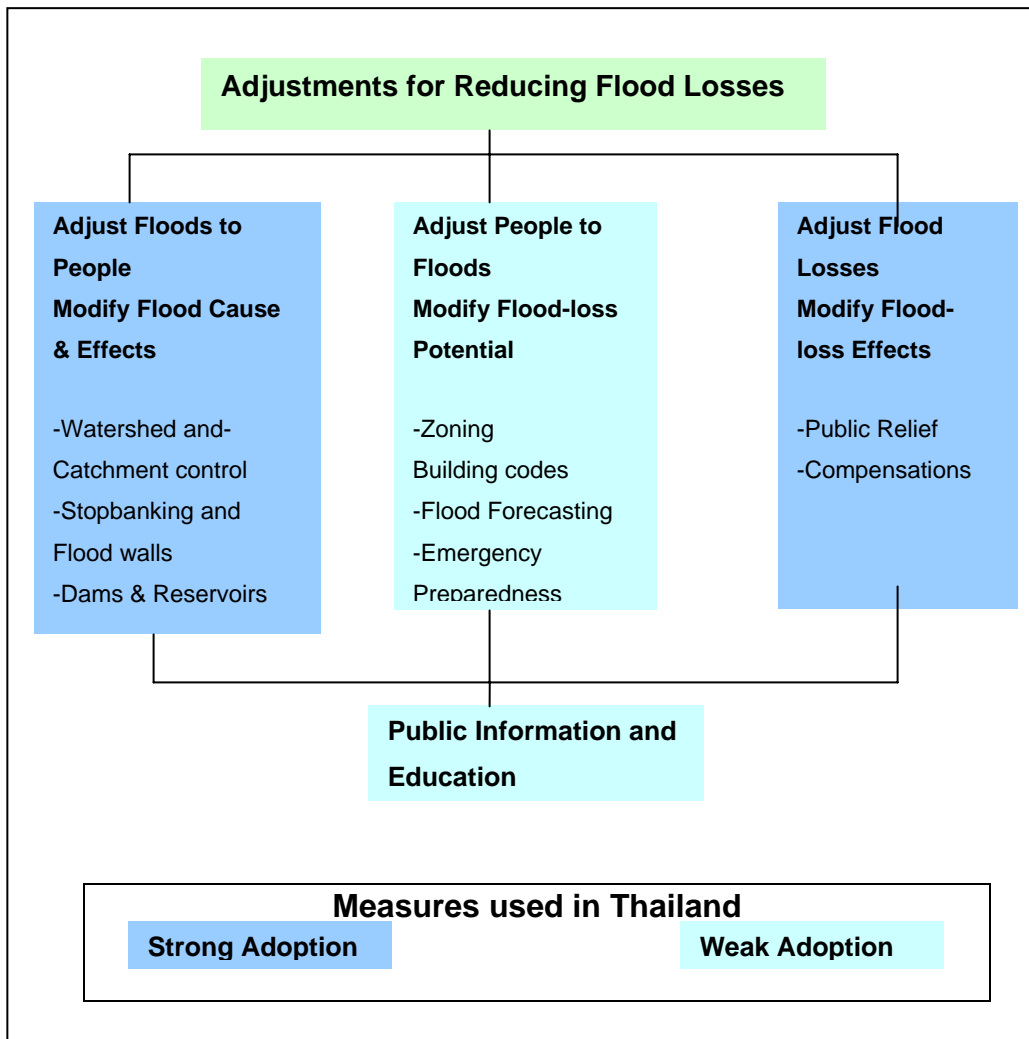 Adjustments for Reducing Flood Losses
Adjust Floods to
People
Modify Flood Cause
& Effects
-Watershed and-
Catchment control
-Stopbanking and
Flood walls
-Dams & Reservoirs
Adjust People to
Floods
Modify Flood-loss
Potential
-Zoning
Building codes
-Flood Forecasting
-Emergency
Preparedness
Adjust Flood
Losses
Modify Flood-
loss Effects
-Public Relief
-Compensations
Public Information and
Education
Measures used in Thailand
Strong Adoption
Weak Adoption